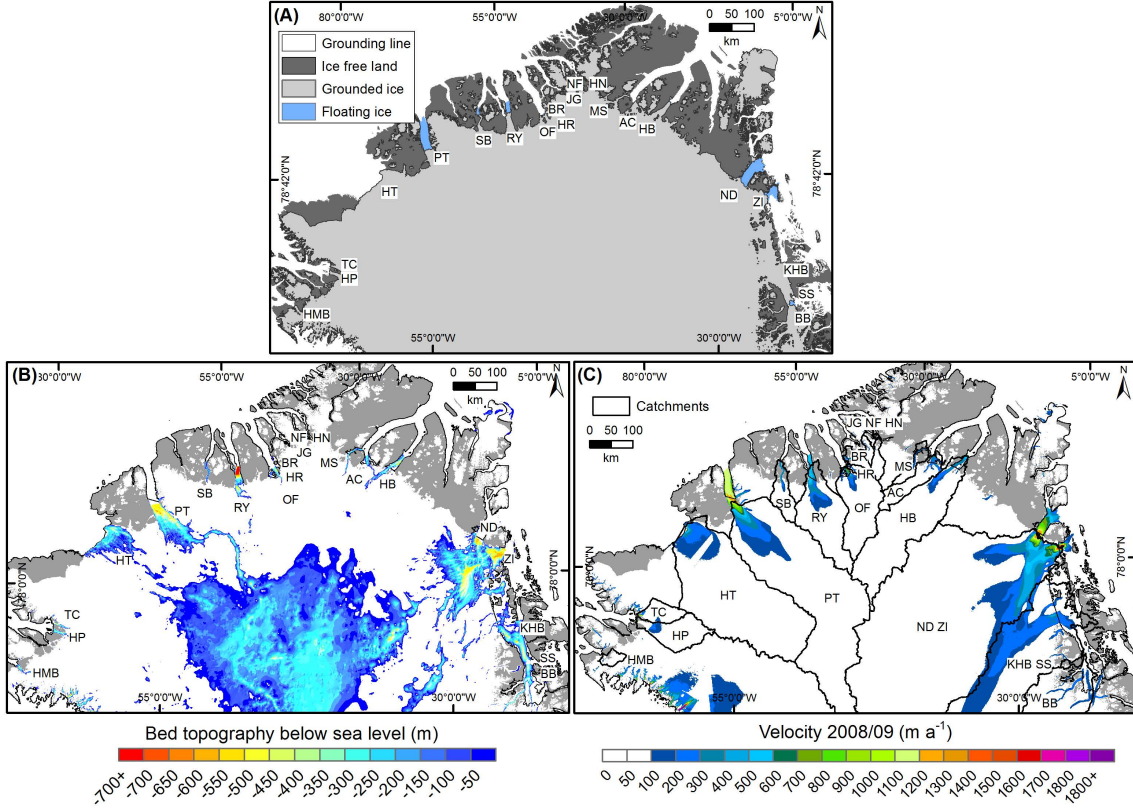 (A)
80°0'0"W
55°0'0"W
30°0'0"W
5°0'0"W
0 50 100
km
N
Grounding line
Ice free land
Grounded ice
Floating ice
NF HN
JG
BR
MS
HR
OF
RY
SB
AC
HB
PT
HT
78°42'0"N
78°42'0"N
ND
ZI
TC
HP
HMB
KHB
SS
BB
55°0'0"W
30°0'0"W
(B)
55°0'0"W
30°0'0"W
5°0'0"W
0 50 100
km
N
NF HN
JG
BR
MS
HR
SB
RY
OF
AC
HB
PT
ND
ZI
HT
78°0'0"N
78°0'0"N
TC
HP
HMB
KHB
SS
BB
55°0'0"W
30°0'0"W
Bed topography below sea level (m)
-700+
-700
-650
-600
-550
-500
-450
-400
-350
-300
-250
-200
-150
-100
-50
(C)
80°0'0"W
55°0'0"W
30°0'0"W
5°0'0"W
N
Catchments
0 50 100
km
JG NF HN
BR
HR
MS
SB
RY
OF
AC
HB
HT
PT
ND ZI
78°0'0"N
TC
HP
HMB
KHB SS
BB
55°0'0"W
30°0'0"W
Velocity 2008/09 (m a⁻¹)
0
50
100
200
300
400
500
600
700
800
900
1000
1100
1300
1400
1500
1600
1700
1800
1800+